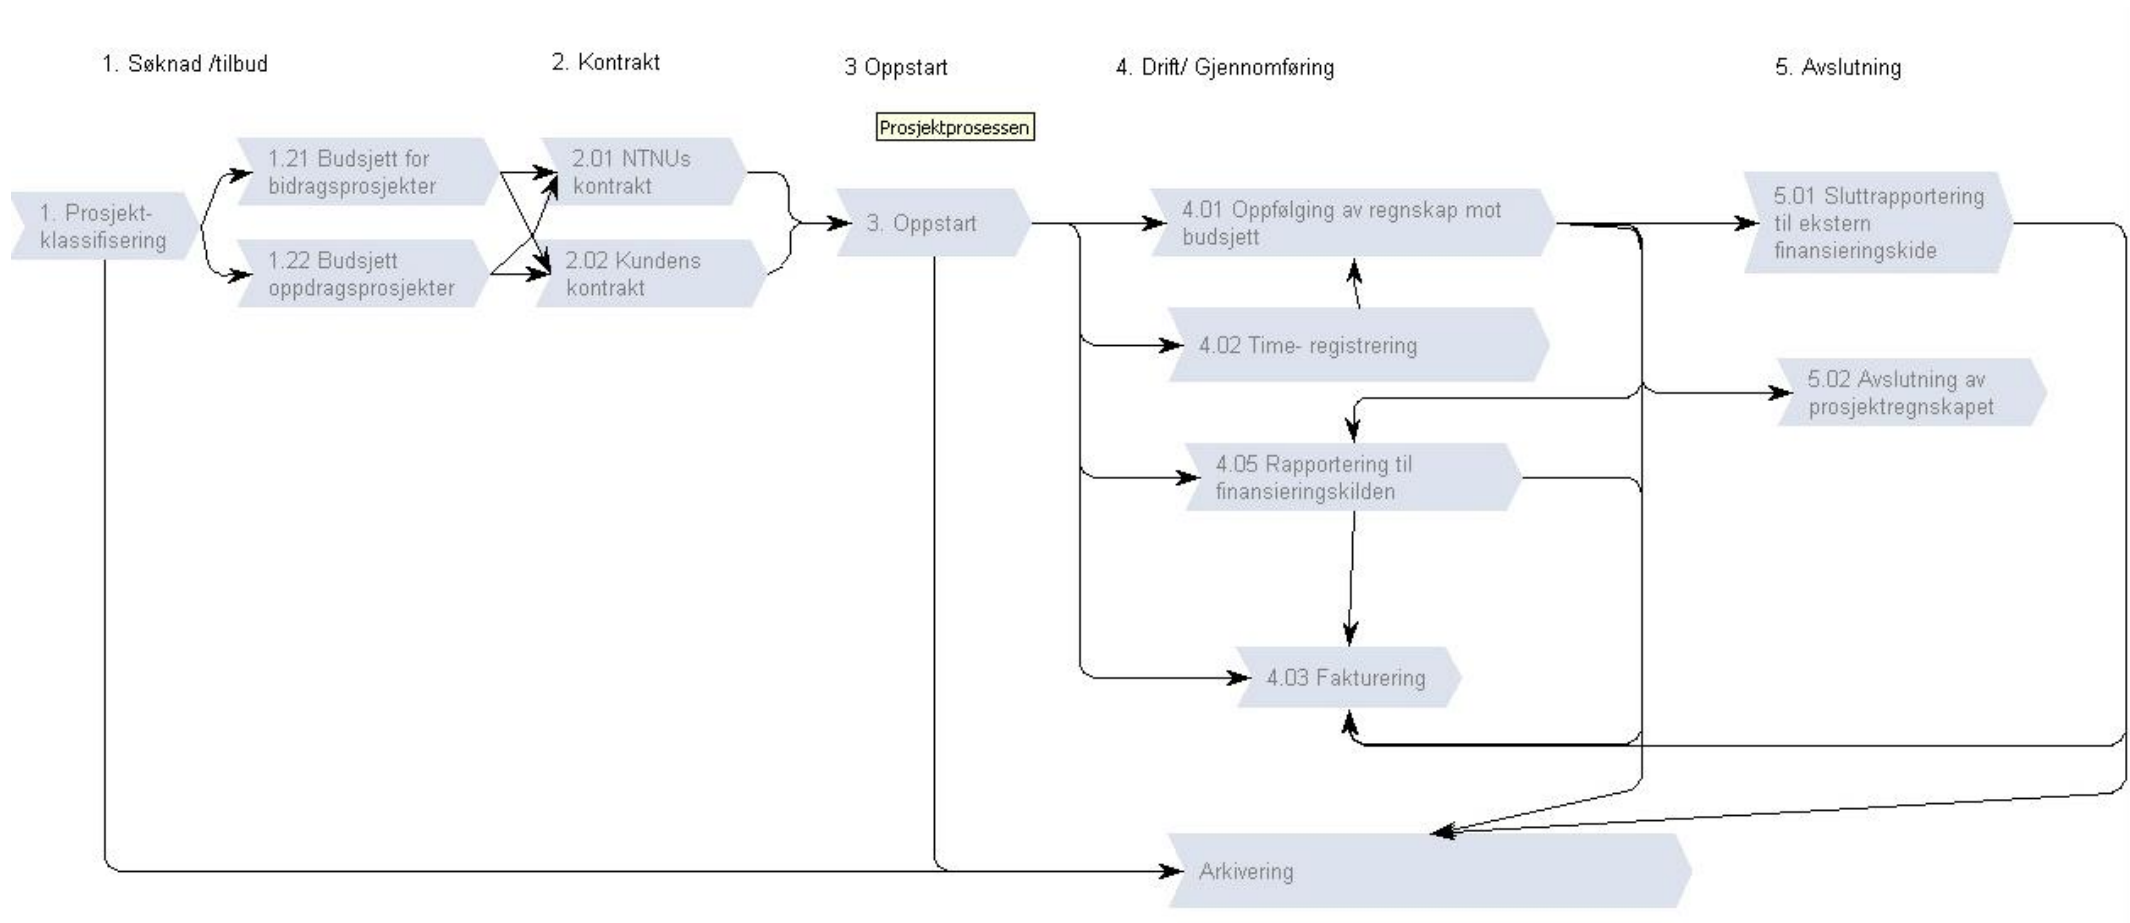 1. Søknad /tilbud
2. Kontrakt
3 Oppstart
4. Drift/ Gjennomføring
5. Avslutning
Prosjektprosessen
1. Prosjekt-
klassifisering
1.21 Budsjett for
bidragsprosjekter
1.22 Budsjett
oppdragsprosjekter
2.01 NTNUs
kontrakt
2.02 Kundens
kontrakt
3. Oppstart
4.01 Oppfølging av regnskap mot
budsjett
4.02 Time- registrering
4.05 Rapportering til
finansieringskilden
4.03 Fakturering
5.01 Sluttrapportering
til ekstern
finansieringskide
5.02 Avslutning av
prosjektregnskapet
Arkivering